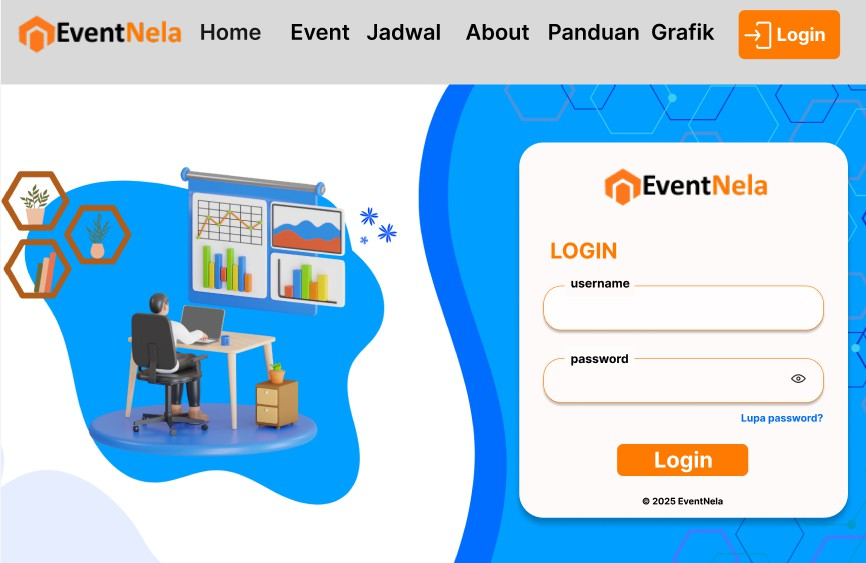 EventNela Home Event Jadwal About Panduan Grafik Login
EventNela
LOGIN
username
password
Lupa password?
Login
© 2025 EventNela